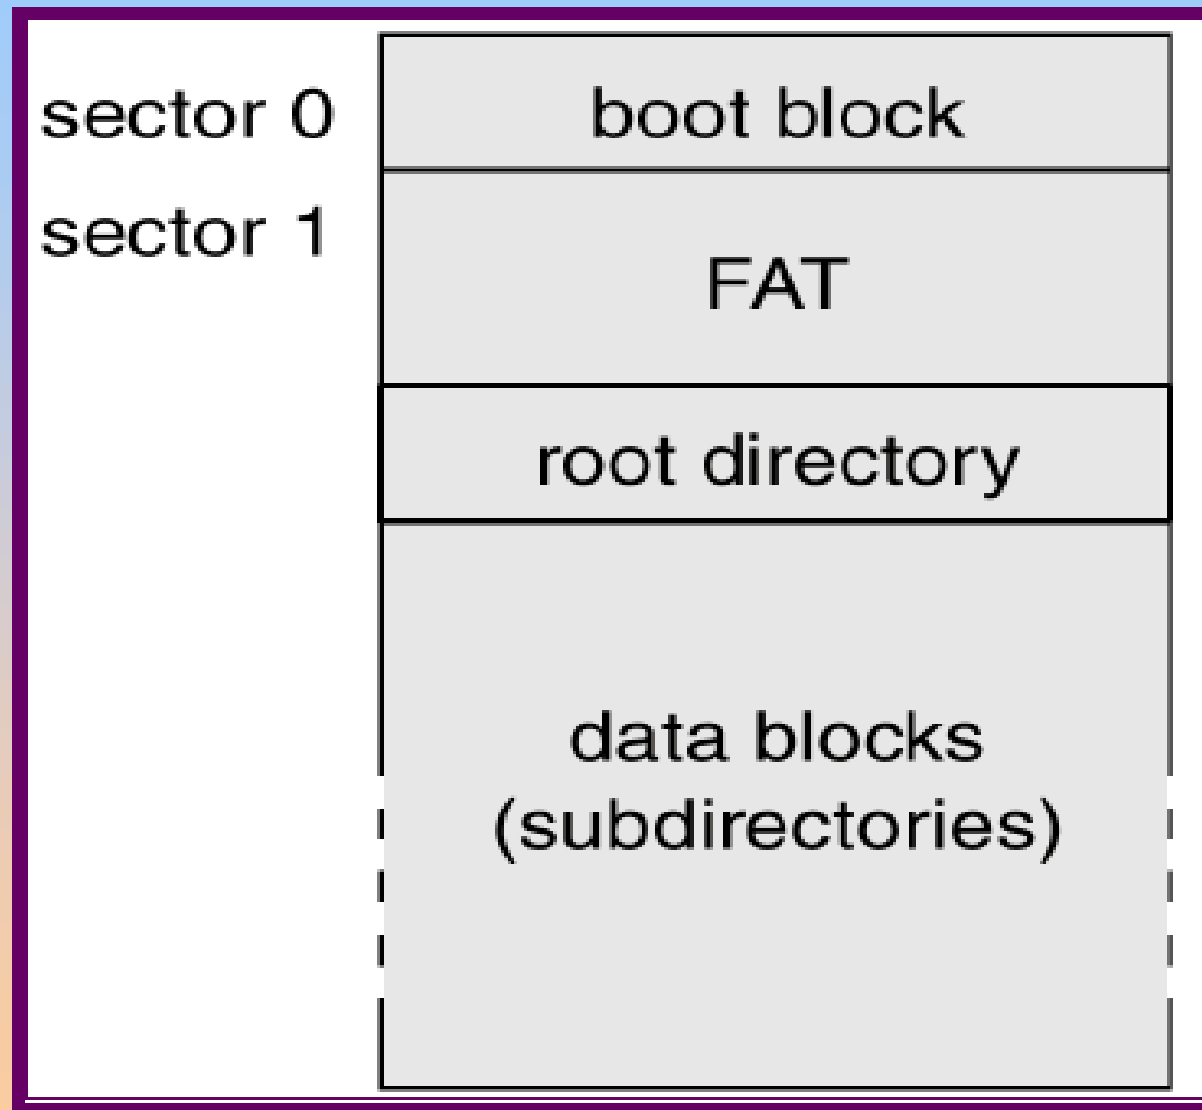 sector 0
boot block
sector 1
FAT
root directory
data blocks
(subdirectories)